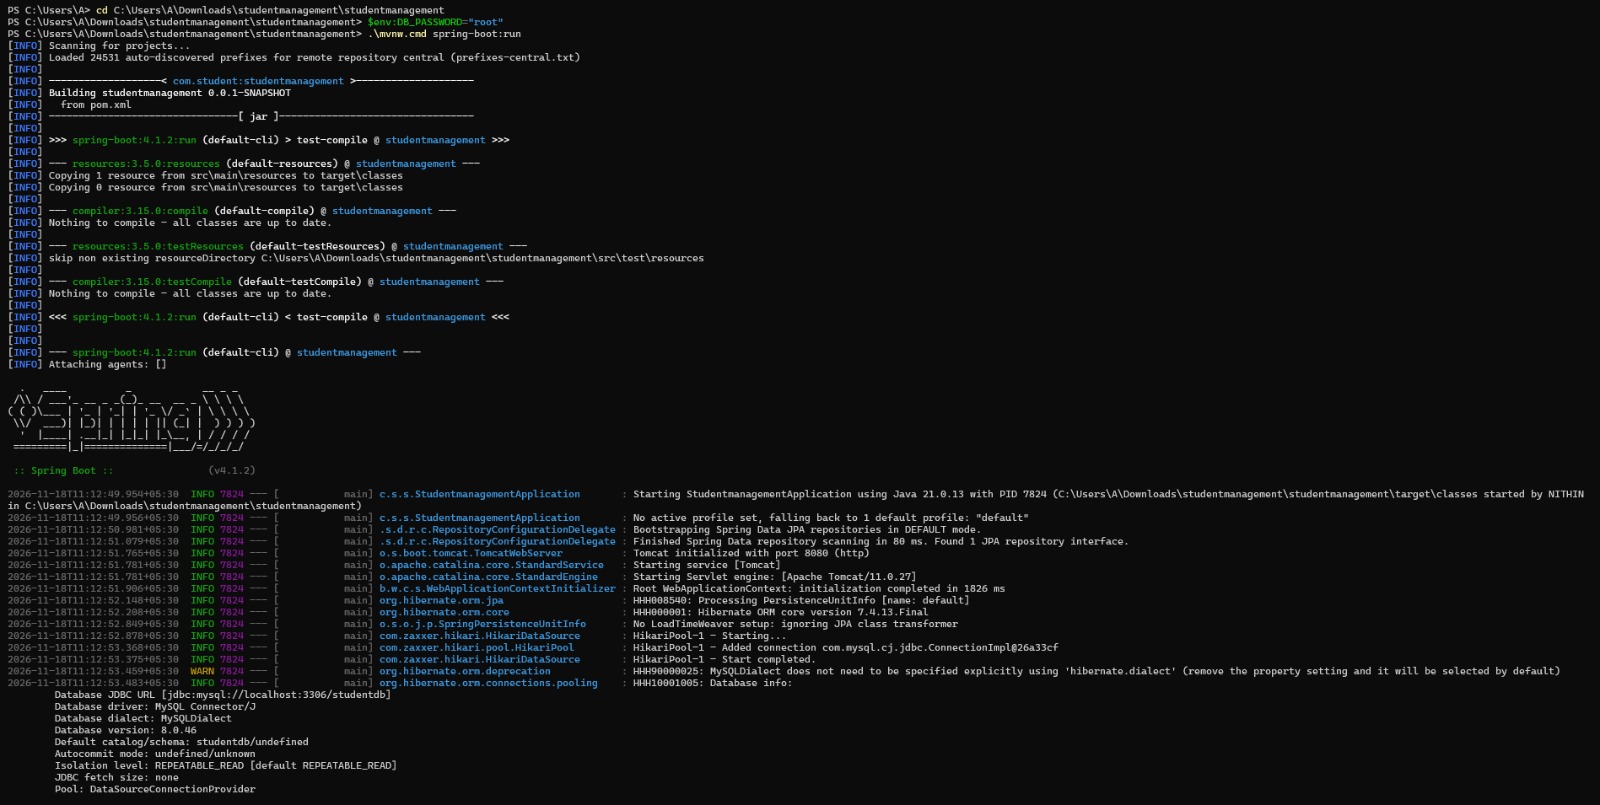 PS C:\Users\A> cd C:\Users\A\Downloads\studentmanagement\studentmanagement
PS C:\Users\A\Downloads\studentmanagement\studentmanagement> $env:DB_PASSWORD="root"
PS C:\Users\A\Downloads\studentmanagement\studentmanagement> .\mvnw.cmd spring-boot:run
[INFO] Scanning for projects...
[INFO] Loaded 24531 auto-discovered prefixes for remote repository central (prefixes-central.txt)
[INFO]
[INFO] -------------------< com.student:studentmanagement >--------------------
[INFO] Building studentmanagement 0.0.1-SNAPSHOT
[INFO]   from pom.xml
[INFO] --------------------------------[ jar ]---------------------------------
[INFO]
[INFO] >>> spring-boot:4.1.2:run (default-cli) > test-compile @ studentmanagement >>>
[INFO]
[INFO] --- resources:3.5.0:resources (default-resources) @ studentmanagement ---
[INFO] Copying 1 resource from src\main\resources to target\classes
[INFO] Copying 0 resource from src\main\resources to target\classes
[INFO]
[INFO] --- compiler:3.15.0:compile (default-compile) @ studentmanagement ---
[INFO] Nothing to compile - all classes are up to date.
[INFO]
[INFO] --- resources:3.5.0:testResources (default-testResources) @ studentmanagement ---
[INFO] skip non existing resourceDirectory C:\Users\A\Downloads\studentmanagement\studentmanagement\src\test\resources
[INFO]
[INFO] --- compiler:3.15.0:testCompile (default-testCompile) @ studentmanagement ---
[INFO] Nothing to compile - all classes are up to date.
[INFO]
[INFO] <<< spring-boot:4.1.2:run (default-cli) < test-compile @ studentmanagement <<<
[INFO]
[INFO]
[INFO] --- spring-boot:4.1.2:run (default-cli) @ studentmanagement ---
[INFO] Attaching agents: []
  .   ____          _            __ _ _
 /\\ / ___'_ __ _ _(_)_ __  __ _ \ \ \ \
( ( )\___ | '_ | '_| | '_ \/ _` | \ \ \ \
 \\/  ___)| |_)| | | | | || (_| |  ) ) ) )
  '  |____| .__|_| |_|_| |_\__, | / / / /
 =========|_|==============|___/=/_/_/_/
 :: Spring Boot ::                (v4.1.2)
2026-11-18T11:12:49.954+05:30  INFO 7824 --- [           main] c.s.s.StudentmanagementApplication       : Starting StudentmanagementApplication using Java 21.0.13 with PID 7824 (C:\Users\A\Downloads\studentmanagement\studentmanagement\target\classes started by NITHIN
in C:\Users\A\Downloads\studentmanagement\studentmanagement)
2026-11-18T11:12:49.956+05:30  INFO 7824 --- [           main] c.s.s.StudentmanagementApplication       : No active profile set, falling back to 1 default profile: "default"
2026-11-18T11:12:50.981+05:30  INFO 7824 --- [           main] .s.d.r.c.RepositoryConfigurationDelegate : Bootstrapping Spring Data JPA repositories in DEFAULT mode.
2026-11-18T11:12:51.079+05:30  INFO 7824 --- [           main] .s.d.r.c.RepositoryConfigurationDelegate : Finished Spring Data repository scanning in 80 ms. Found 1 JPA repository interface.
2026-11-18T11:12:51.765+05:30  INFO 7824 --- [           main] o.s.boot.tomcat.TomcatWebServer          : Tomcat initialized with port 8080 (http)
2026-11-18T11:12:51.781+05:30  INFO 7824 --- [           main] o.apache.catalina.core.StandardService   : Starting service [Tomcat]
2026-11-18T11:12:51.781+05:30  INFO 7824 --- [           main] o.apache.catalina.core.StandardEngine    : Starting Servlet engine: [Apache Tomcat/11.0.27]
2026-11-18T11:12:51.906+05:30  INFO 7824 --- [           main] b.w.c.s.WebApplicationContextInitializer : Root WebApplicationContext: initialization completed in 1826 ms
2026-11-18T11:12:52.148+05:30  INFO 7824 --- [           main] org.hibernate.orm.jpa                    : HHH008540: Processing PersistenceUnitInfo [name: default]
2026-11-18T11:12:52.208+05:30  INFO 7824 --- [           main] org.hibernate.orm.core                   : HHH000001: Hibernate ORM core version 7.4.13.Final
2026-11-18T11:12:52.849+05:30  INFO 7824 --- [           main] o.s.o.j.p.SpringPersistenceUnitInfo      : No LoadTimeWeaver setup: ignoring JPA class transformer
2026-11-18T11:12:52.878+05:30  INFO 7824 --- [           main] com.zaxxer.hikari.HikariDataSource       : HikariPool-1 - Starting...
2026-11-18T11:12:53.368+05:30  INFO 7824 --- [           main] com.zaxxer.hikari.pool.HikariPool        : HikariPool-1 - Added connection com.mysql.cj.jdbc.ConnectionImpl@26a33cf
2026-11-18T11:12:53.375+05:30  INFO 7824 --- [           main] com.zaxxer.hikari.HikariDataSource       : HikariPool-1 - Start completed.
2026-11-18T11:12:53.459+05:30  WARN 7824 --- [           main] org.hibernate.orm.deprecation            : HHH90000025: MySQLDialect does not need to be specified explicitly using 'hibernate.dialect' (remove the property setting and it will be selected by default)
2026-11-18T11:12:53.483+05:30  INFO 7824 --- [           main] org.hibernate.orm.connections.pooling    : HHH10001005: Database info:
        Database JDBC URL [jdbc:mysql://localhost:3306/studentdb]
        Database driver: MySQL Connector/J
        Database dialect: MySQLDialect
        Database version: 8.0.46
        Default catalog/schema: studentdb/undefined
        Autocommit mode: undefined/unknown
        Isolation level: REPEATABLE_READ [default REPEATABLE_READ]
        JDBC fetch size: none
        Pool: DataSourceConnectionProvider